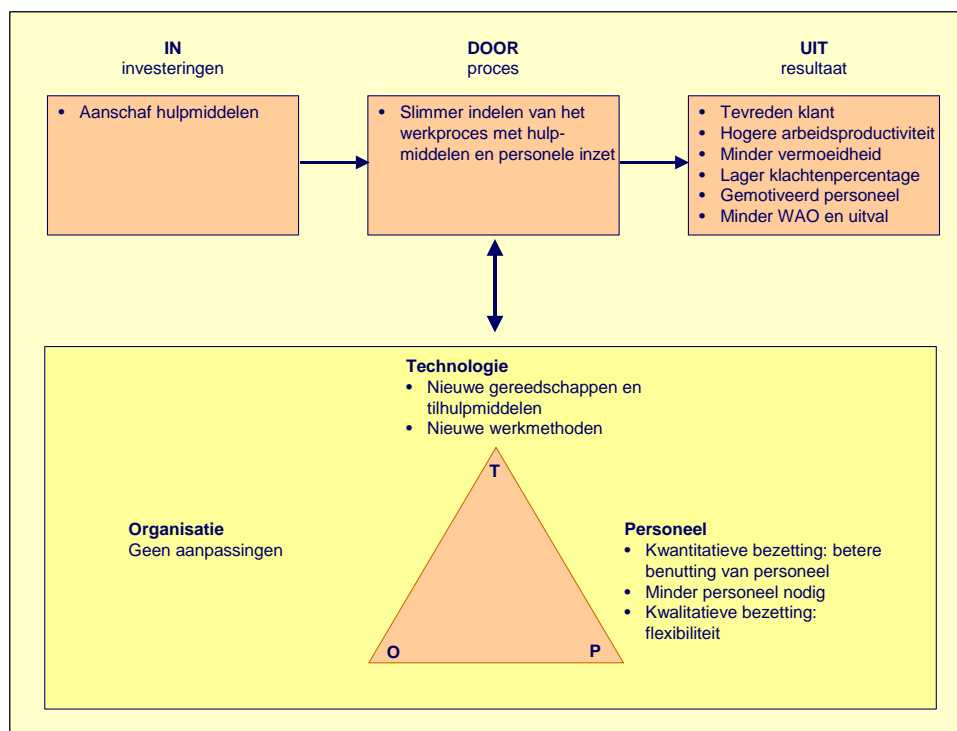 IN
investeringen
DOOR
proces
UIT
resultaat
• Aanschaf hulpmiddelen
• Slimmer indelen van het
werkproces met hulp-
middelen en personele inzet
• Tevreden klant
• Hogere arbeidsproductiviteit
• Minder vermoeidheid
• Lager klachtenpercentage
• Gemotiveerd personeel
• Minder WAO en uitval
Technologie
• Nieuwe gereedschappen en
tilhulpmiddelen
• Nieuwe werkmethoden
T
Organisatie
Geen aanpassingen
Personeel
• Kwantitatieve bezetting: betere
benutting van personeel
• Minder personeel nodig
• Kwalitatieve bezetting:
flexibiliteit
O
P